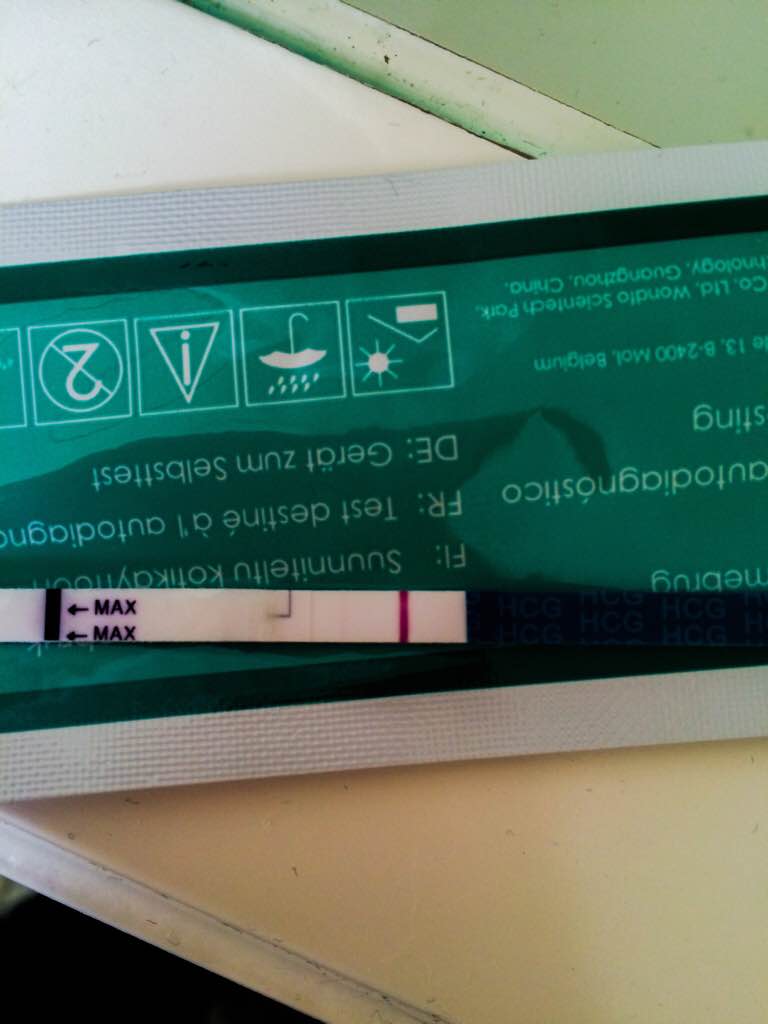 ← MAX
← MAX
HCG HCG HCG
HCG HCG HCG
mebrug
autodiagnóstico
sting
13, B-2400 Mol, Belgium
Co., Ltd. Wondfo Scientech Park,
hnology, Guangzhou, China.
FI: Suunniteltu
FR: Test destiné à l'autodiagno
DE: Gerät zum Selbsttest